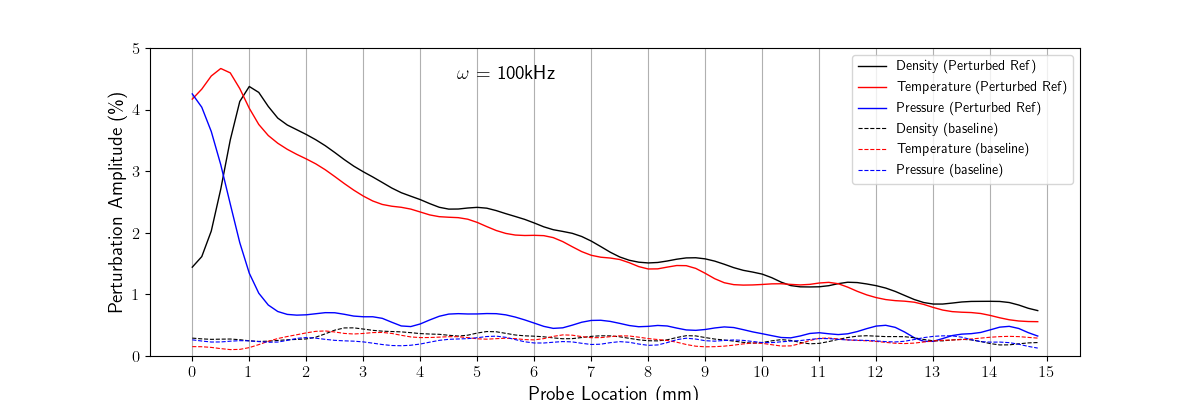 ω = 100kHz
Density (Perturbed Ref)
Temperature (Perturbed Ref)
Pressure (Perturbed Ref)
Density (baseline)
Temperature (baseline)
Pressure (baseline)
Perturbation Amplitude (%)
5
4
3
2
1
0
0 1 2 3 4 5 6 7 8 9 10 11 12 13 14 15
Probe Location (mm)